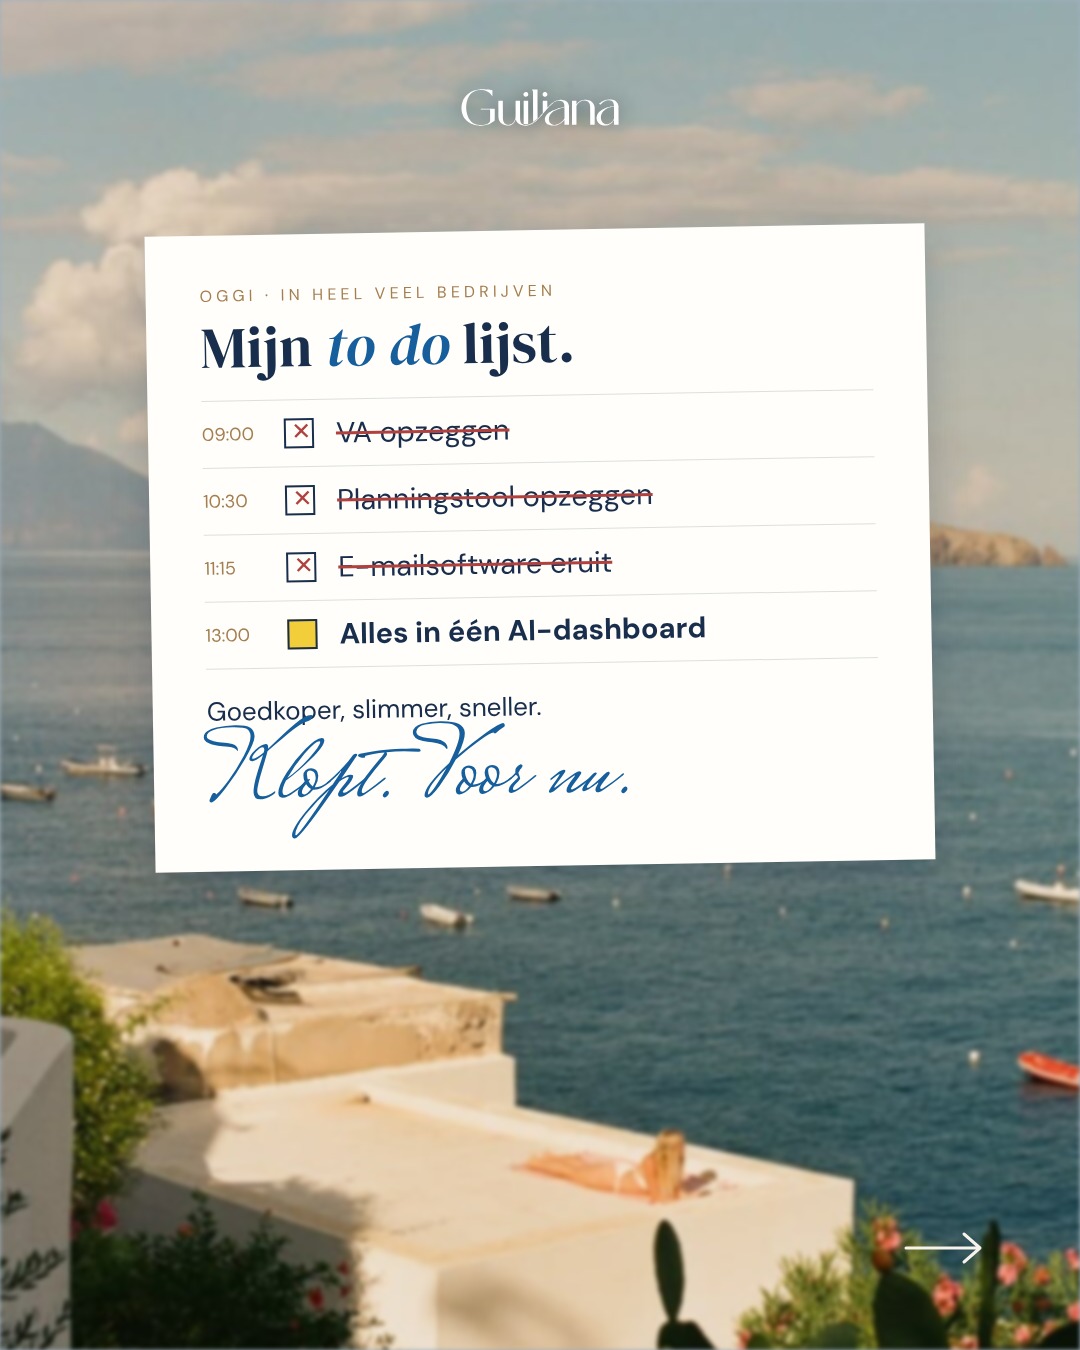 Guiliana
OGGI · IN HEEL VEEL BEDRIJVEN
Mijn to do lijst.
09:00 VA opzeggen
10:30 Planningstool opzeggen
11:15 E-mailsoftware eruit
13:00 Alles in één AI-dashboard
Goedkoper, slimmer, sneller.
Klopt. Voor nu.